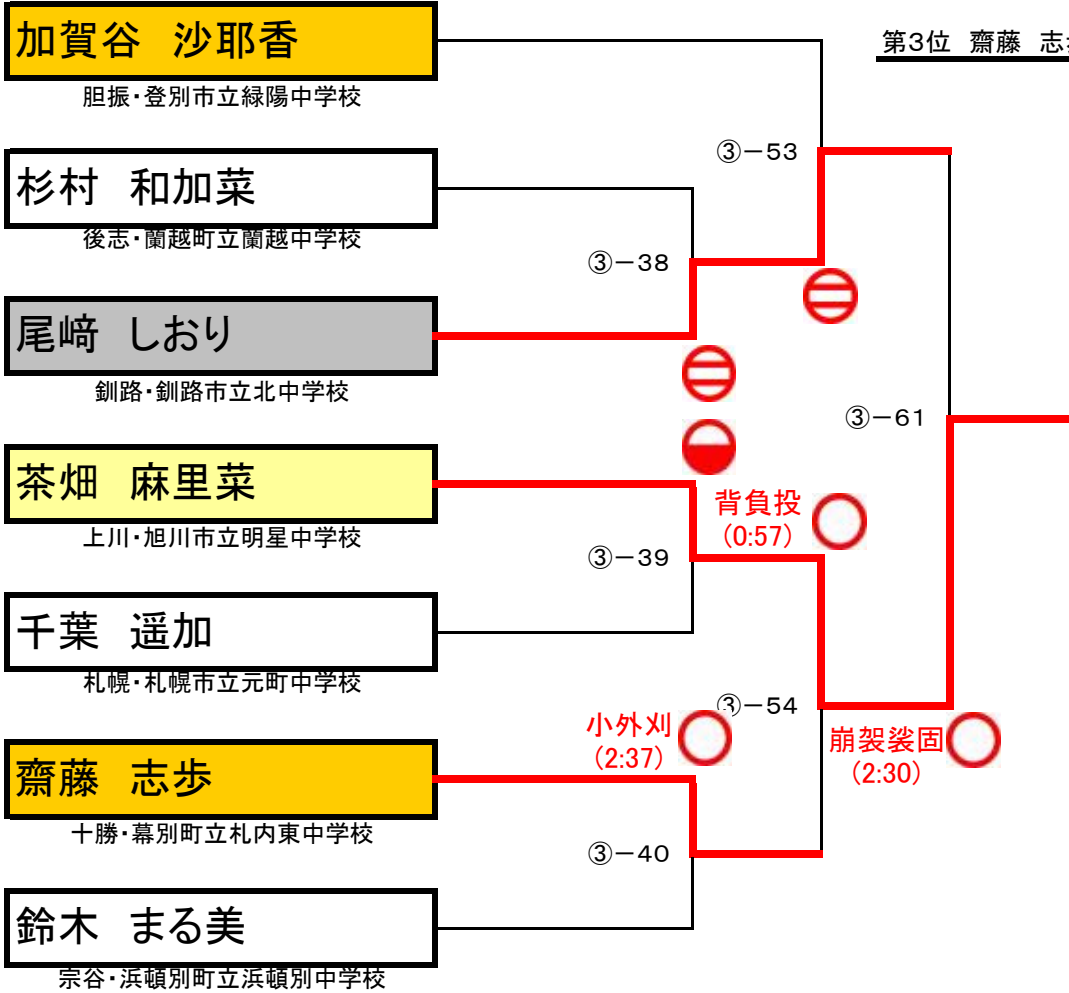 加賀谷　沙耶香
胆振・登別市立緑陽中学校
第3位　齋藤　志
③－53
杉村　和加菜
後志・蘭越町立蘭越中学校
③－38
尾﨑　しおり
釧路・釧路市立北中学校
③－61
茶畑　麻里菜
上川・旭川市立明星中学校
背負投
(0:57)
③－39
千葉　遥加
札幌・札幌市立元町中学校
③－54
小外刈
(2:37)
崩袈裟固
(2:30)
齋藤　志歩
十勝・幕別町立札内東中学校
③－40
鈴木　まる美
宗谷・浜頓別町立浜頓別中学校